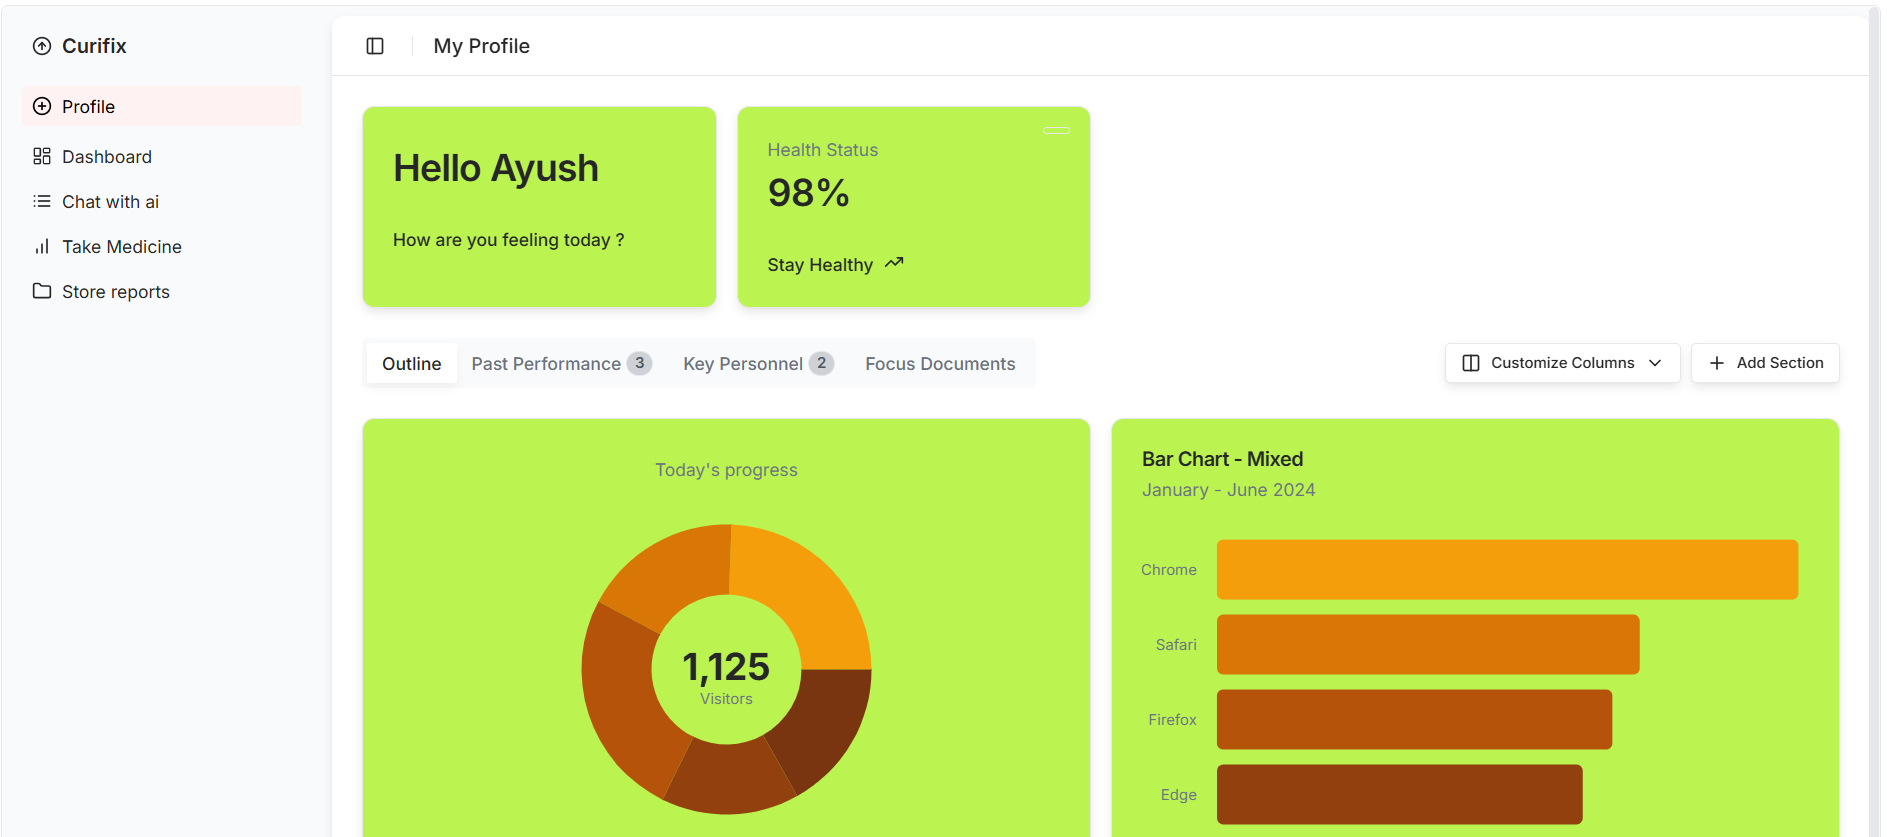 Curifix
Profile
Dashboard
Chat with ai
Take Medicine
Store reports
My Profile
Hello Ayush
How are you feeling today ?
Health Status
98%
Stay Healthy
Outline
Past Performance 3
Key Personnel 2
Focus Documents
Customize Columns
Add Section
Today's progress
1,125
Visitors
Bar Chart - Mixed
January - June 2024
Chrome
Safari
Firefox
Edge